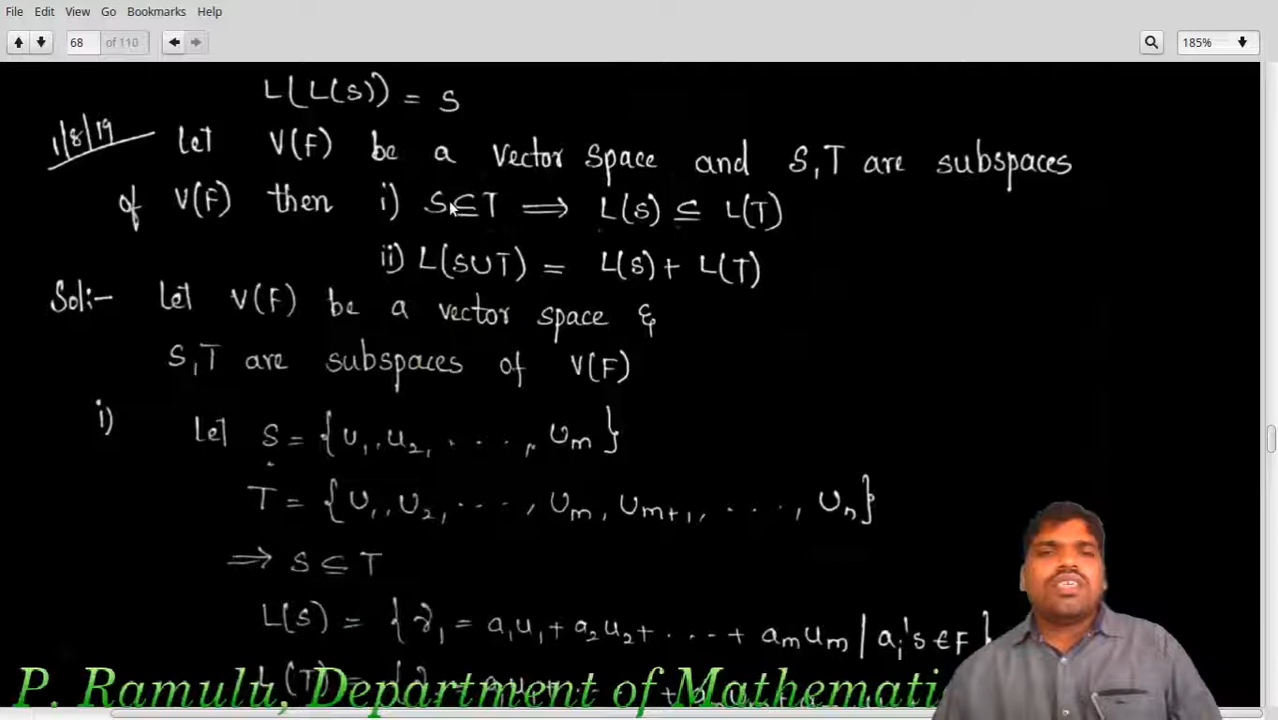 File Edit View Go Bookmarks Help
68 of 110 185%
L(L(S)) = S
1/8/19 Let V(F) be a vector space and S,T are subspaces
of V(F) then i) S⊆T ⟹ L(S) ⊆ L(T)
ii) L(S∪T) = L(S)+ L(T)
Sol:- Let V(F) be a vector space &
S,T are subspaces of V(F)
i) Let S = {u₁,u₂, ...., uₘ}
T = {u₁,u₂, ...., uₘ, uₘ₊₁, ...., uₙ}
⟹ S ⊆ T
L(S) = {γ₁ = a₁u₁+a₂u₂+ ....+ aₘuₘ | aᵢ's ∈ F}
P. Ramulu, Department of Mathematic